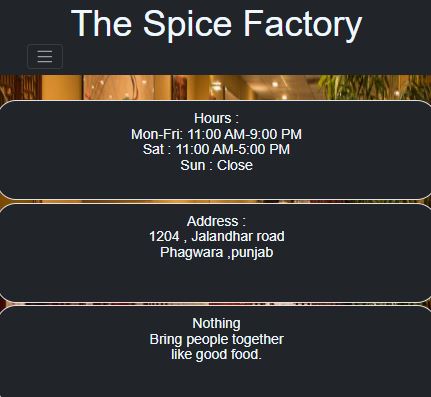 The Spice Factory
Hours :
Mon-Fri: 11:00 AM-9:00 PM
Sat : 11:00 AM-5:00 PM
Sun : Close
Address :
1204 , Jalandhar road
Phagwara ,punjab
Nothing
Bring people together
like good food.